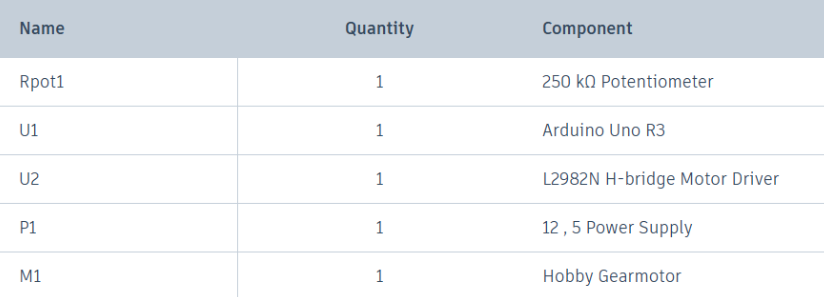 Name Quantity Component
Rpot1 1 250 kΩ Potentiometer
U1 1 Arduino Uno R3
U2 1 L2982N H-bridge Motor Driver
P1 1 12 , 5 Power Supply
M1 1 Hobby Gearmotor